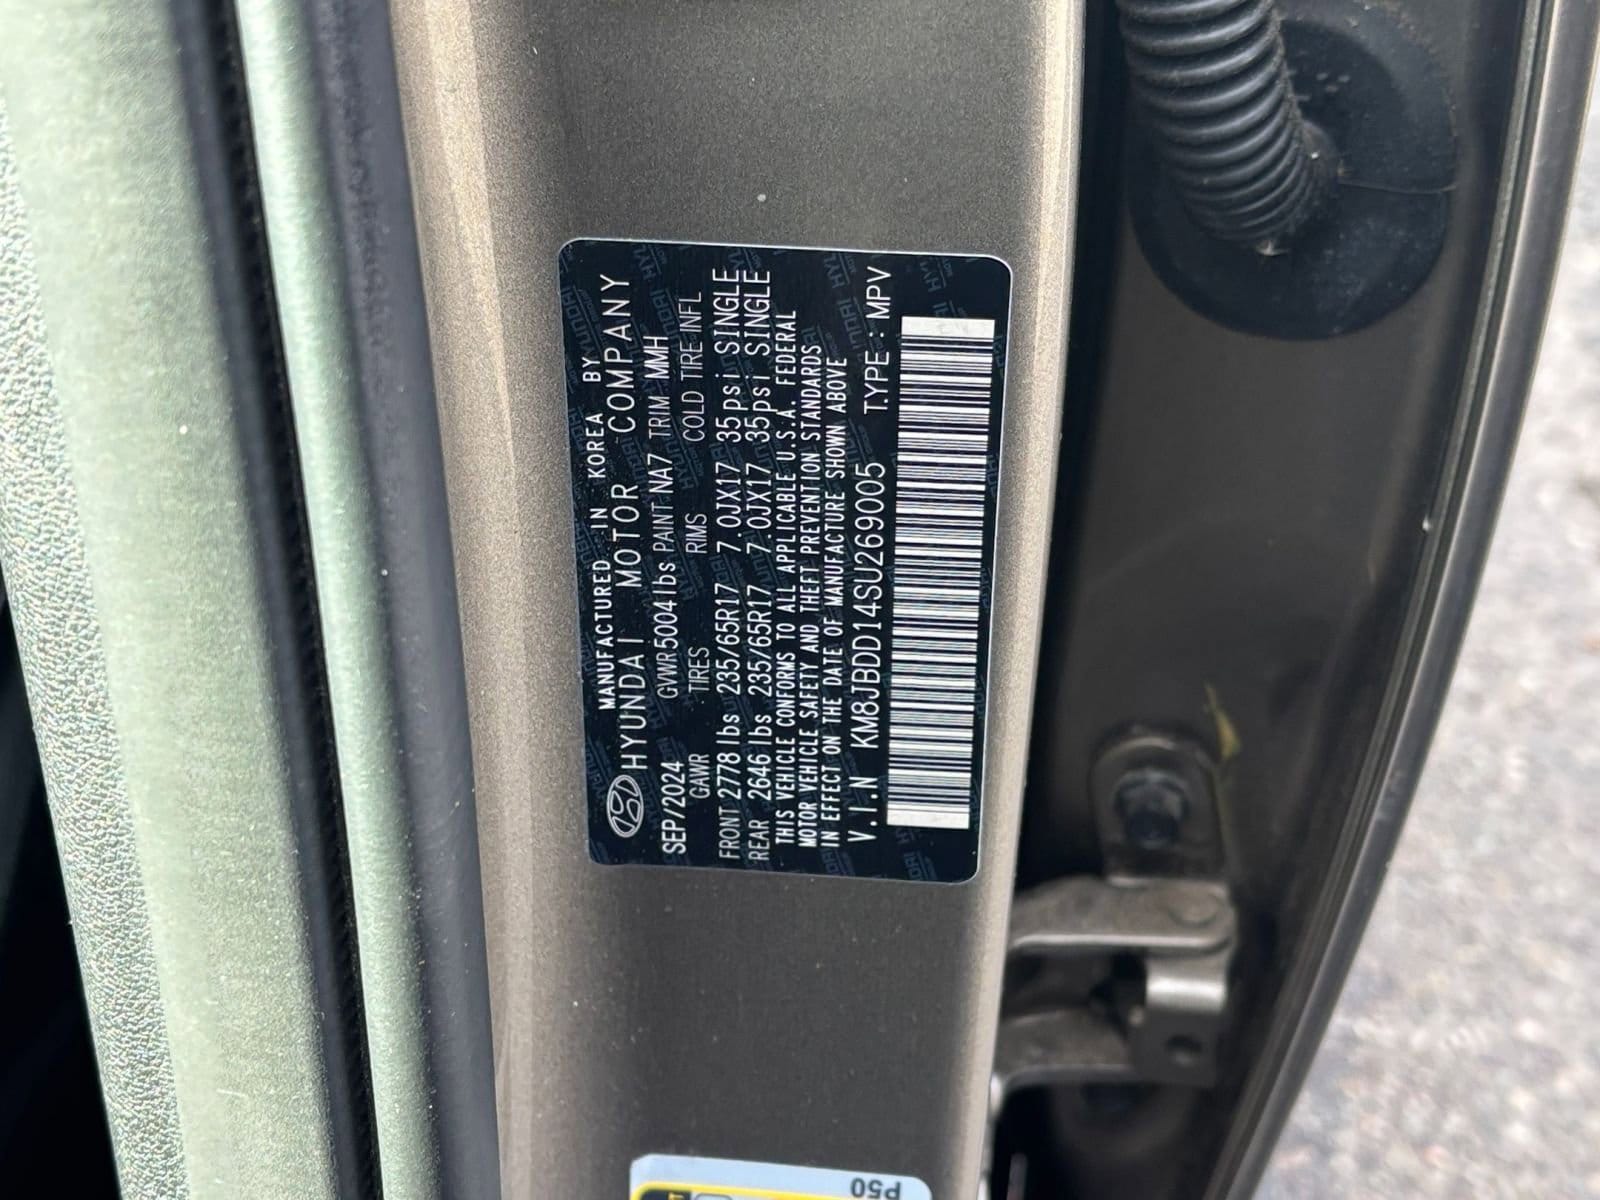 MANUFACTURED IN KOREA BY
HYUNDAI MOTOR COMPANY
SEP/2024 GVWR 5004 lbs PAINT NA7 TRIM MMH
GAWR TIRES RIMS COLD TIRE INFL
FRONT 2778 lbs 235/65R17 7.0JX17 35psi SINGLE
REAR 2646 lbs 235/65R17 7.0JX17 35psi SINGLE
THIS VEHICLE CONFORMS TO ALL APPLICABLE U.S.A. FEDERAL
MOTOR VEHICLE SAFETY AND THEFT PREVENTION STANDARDS
IN EFFECT ON THE DATE OF MANUFACTURE SHOWN ABOVE
V.I.N KM8JBDD14SU269005 TYPE : MPV
P50